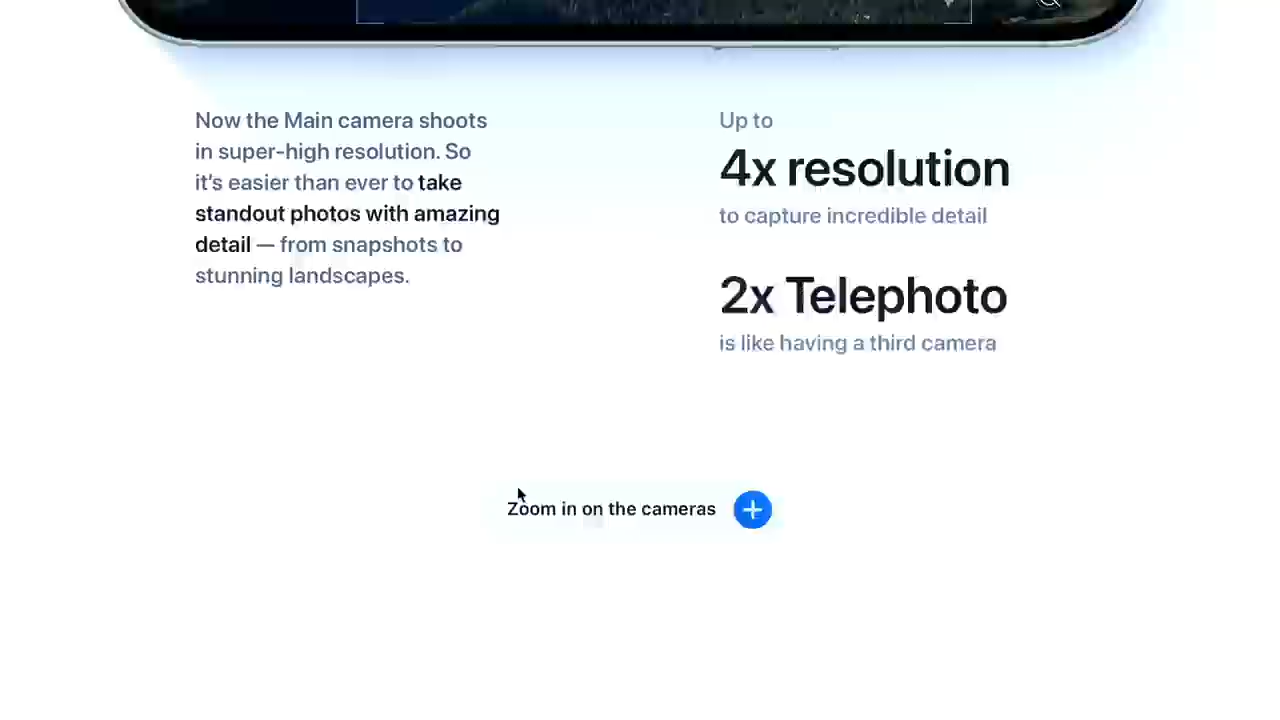 Now the Main camera shoots
in super-high resolution. So
it's easier than ever to take
standout photos with amazing
detail — from snapshots to
stunning landscapes.
Up to
4x resolution
to capture incredible detail
2x Telephoto
is like having a third camera
Zoom in on the cameras